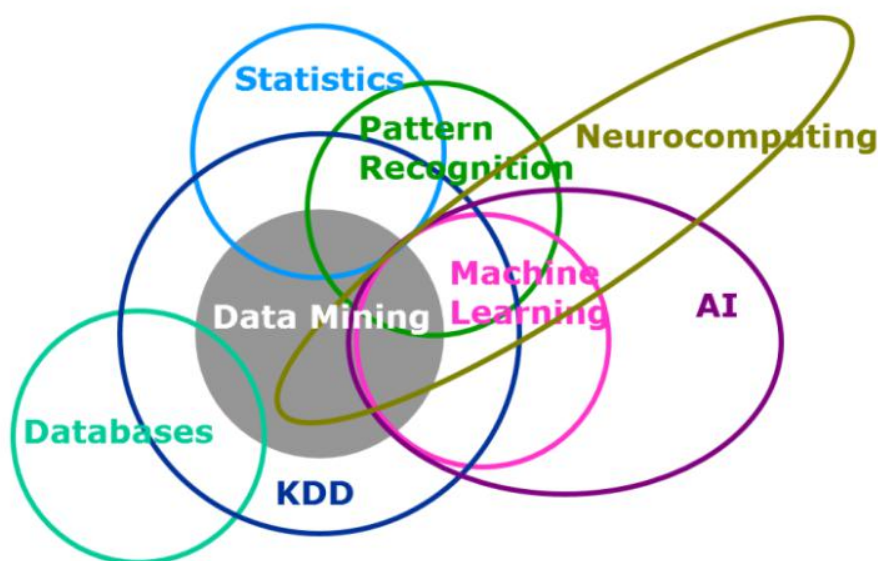 Statistics
Pattern
Recognition
Neurocomputing
Machine
Learning
AI
Data Mining
Databases
KDD